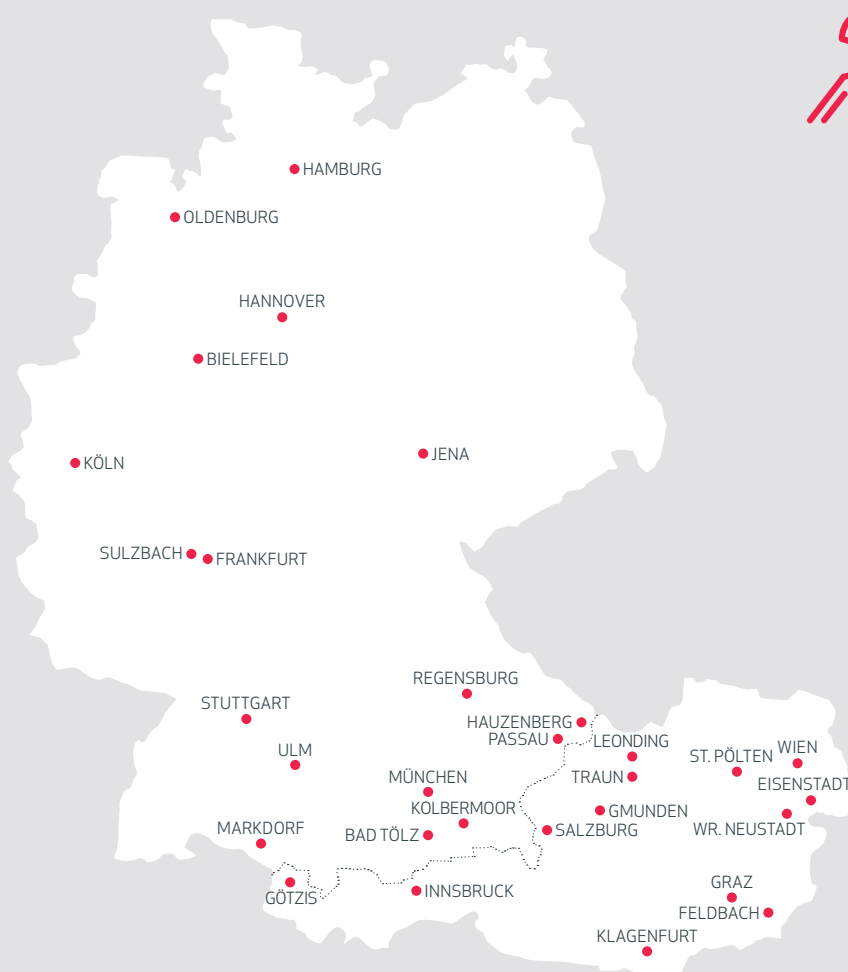 HAMBURG
OLDENBURG
HANNOVER
BIELEFELD
JENA
KÖLN
SULZBACH
FRANKFURT
REGENSBURG
STUTTGART
HAUZENBERG
PASSAU
LEONDING
ULM
ST. PÖLTEN
WIEN
MÜNCHEN
TRAUN
EISENSTADT
KOLBERMOOR
GMUNDEN
MARKDORF
BAD TÖLZ
SALZBURG
WR. NEUSTADT
GÖTZIS
INNSBRUCK
GRAZ
FELDBACH
KLAGENFURT